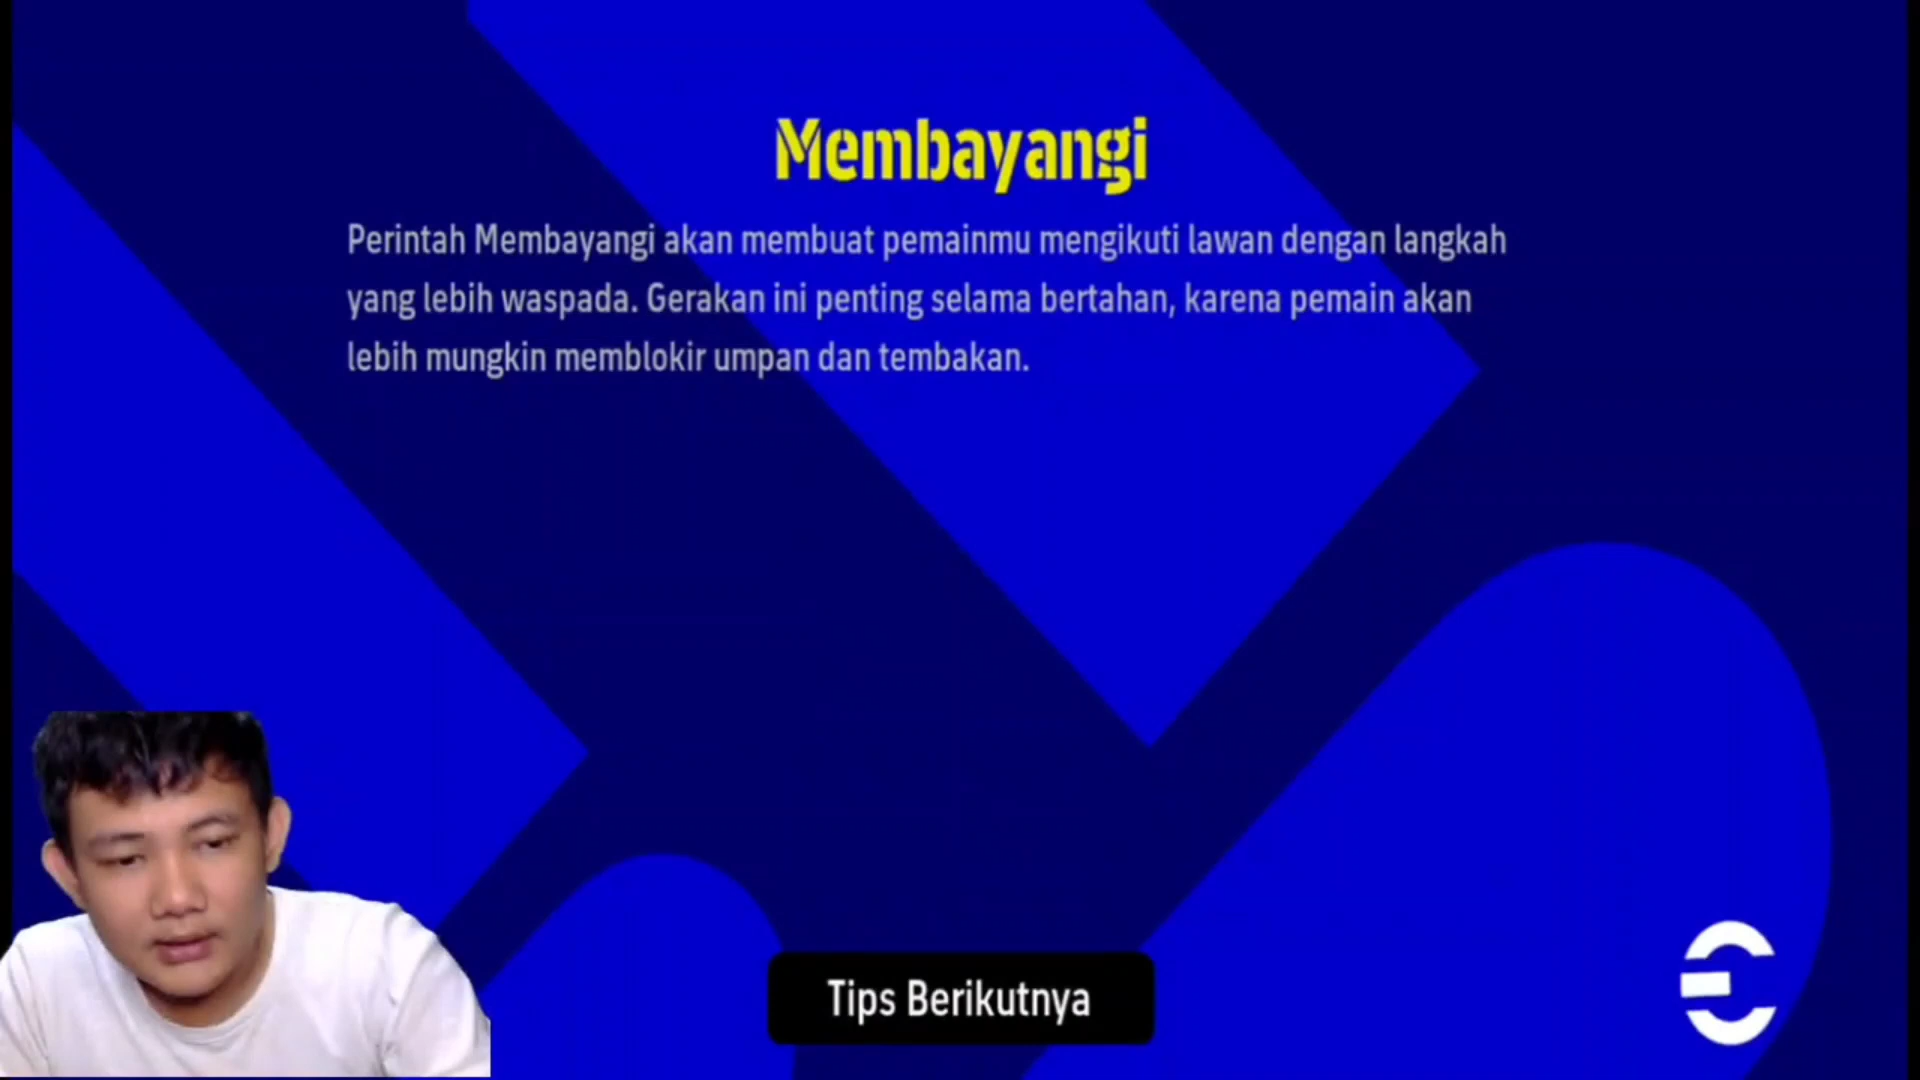 Membayangi
Perintah Membayangi akan membuat pemainmu mengikuti lawan dengan langkah
yang lebih waspada. Gerakan ini penting selama bertahan, karena pemain akan
lebih mungkin memblokir umpan dan tembakan.
Tips Berikutnya